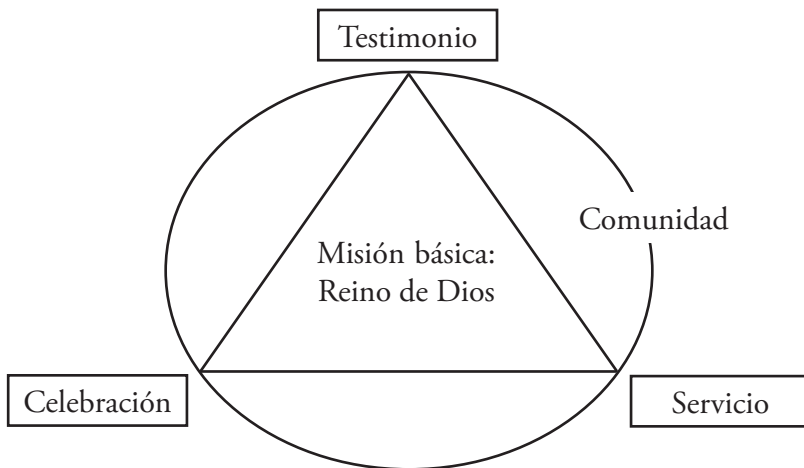 Testimonio
Comunidad
Misión básica:
Reino de Dios
Celebración
Servicio